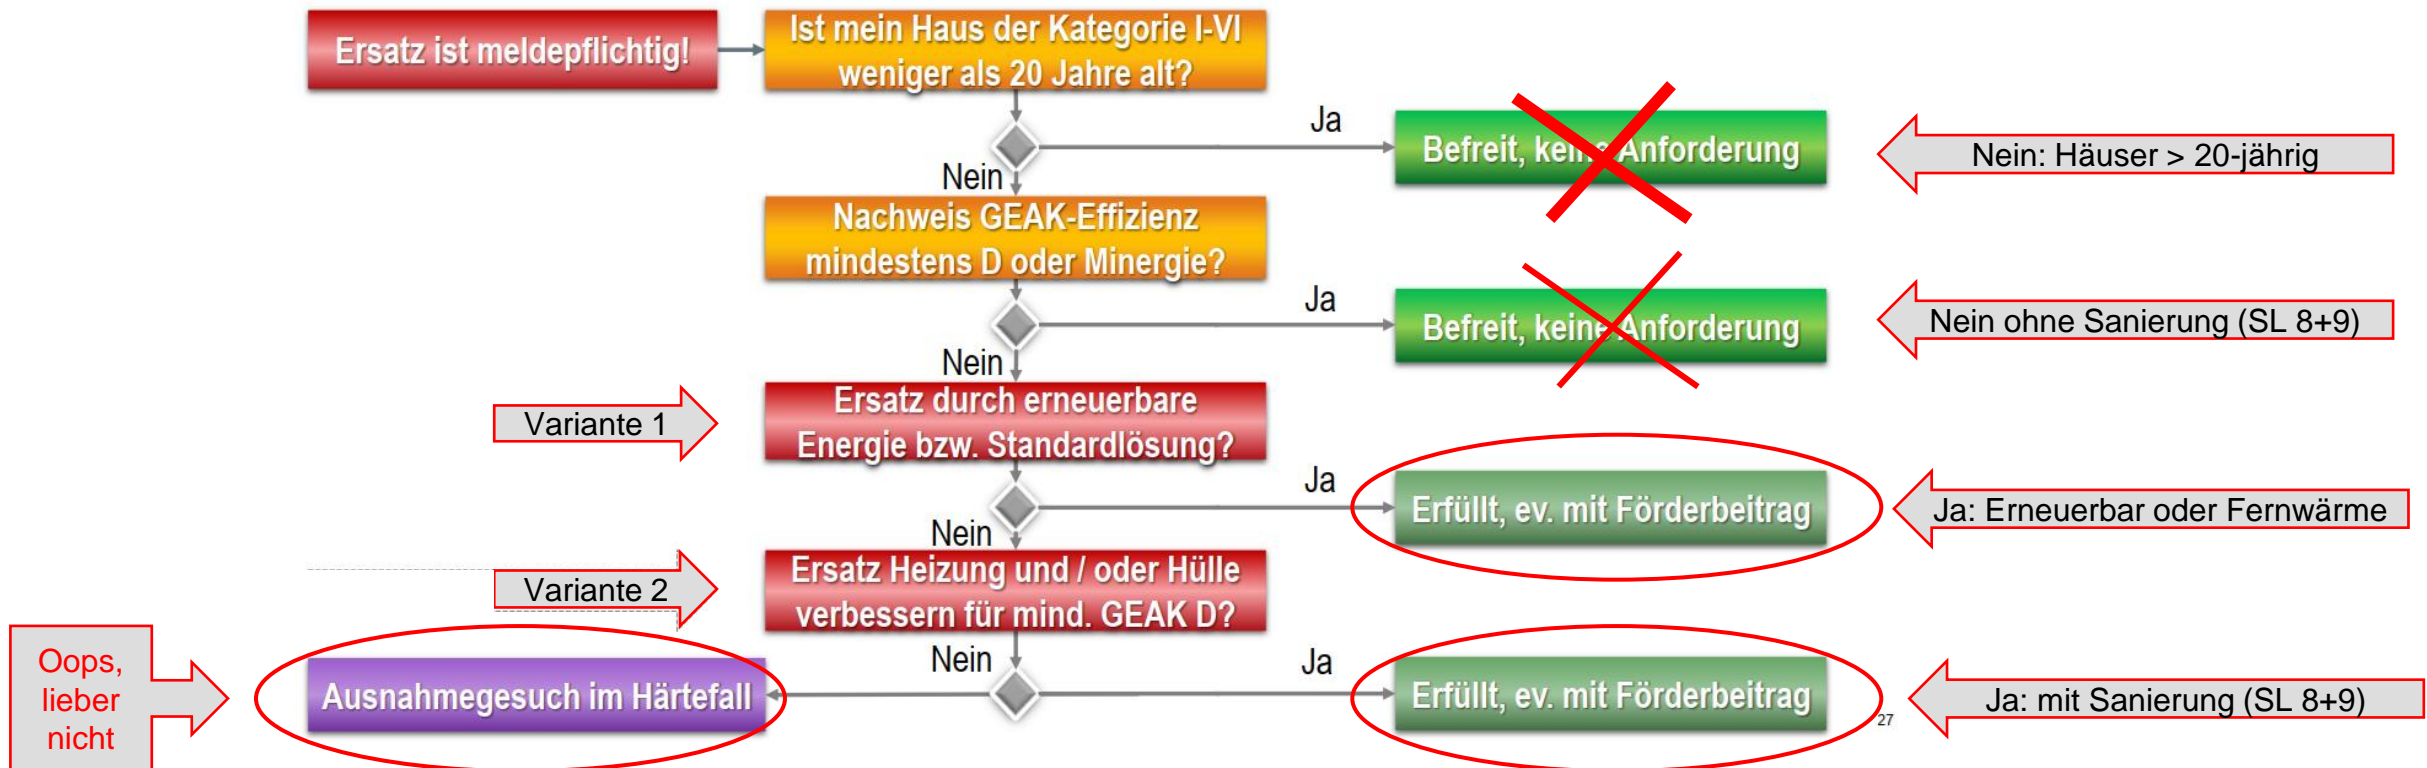 Ersatz ist meldepflichtig!
Ist mein Haus der Kategorie I-VI
weniger als 20 Jahre alt?
Ja
Befreit, keine Anforderung
Nein: Häuser > 20-jährig
Nein
Nachweis GEAK-Effizienz
mindestens D oder Minergie?
Ja
Befreit, keine Anforderung
Nein ohne Sanierung (SL 8+9)
Nein
Variante 1
Ersatz durch erneuerbare
Energie bzw. Standardlösung?
Ja
Erfüllt, ev. mit Förderbeitrag
Ja: Erneuerbar oder Fernwärme
Nein
Variante 2
Ersatz Heizung und / oder Hülle
verbessern für mind. GEAK D?
Nein
Ja
Oops,
lieber
nicht
Ausnahmegesuch im Härtefall
Erfüllt, ev. mit Förderbeitrag
27
Ja: mit Sanierung (SL 8+9)